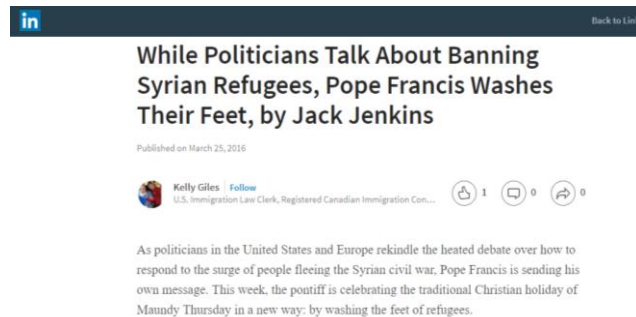 in
Back to Lin
While Politicians Talk About Banning
Syrian Refugees, Pope Francis Washes
Their Feet, by Jack Jenkins
Published on March 25, 2016
Kelly Giles Follow
U.S. Immigration Law Clerk, Registered Canadian Immigration Con...
1 0 0
As politicians in the United States and Europe rekindle the heated debate over how to
respond to the surge of people fleeing the Syrian civil war, Pope Francis is sending his
own message. This week, the pontiff is celebrating the traditional Christian holiday of
Maundy Thursday in a new way: by washing the feet of refugees.